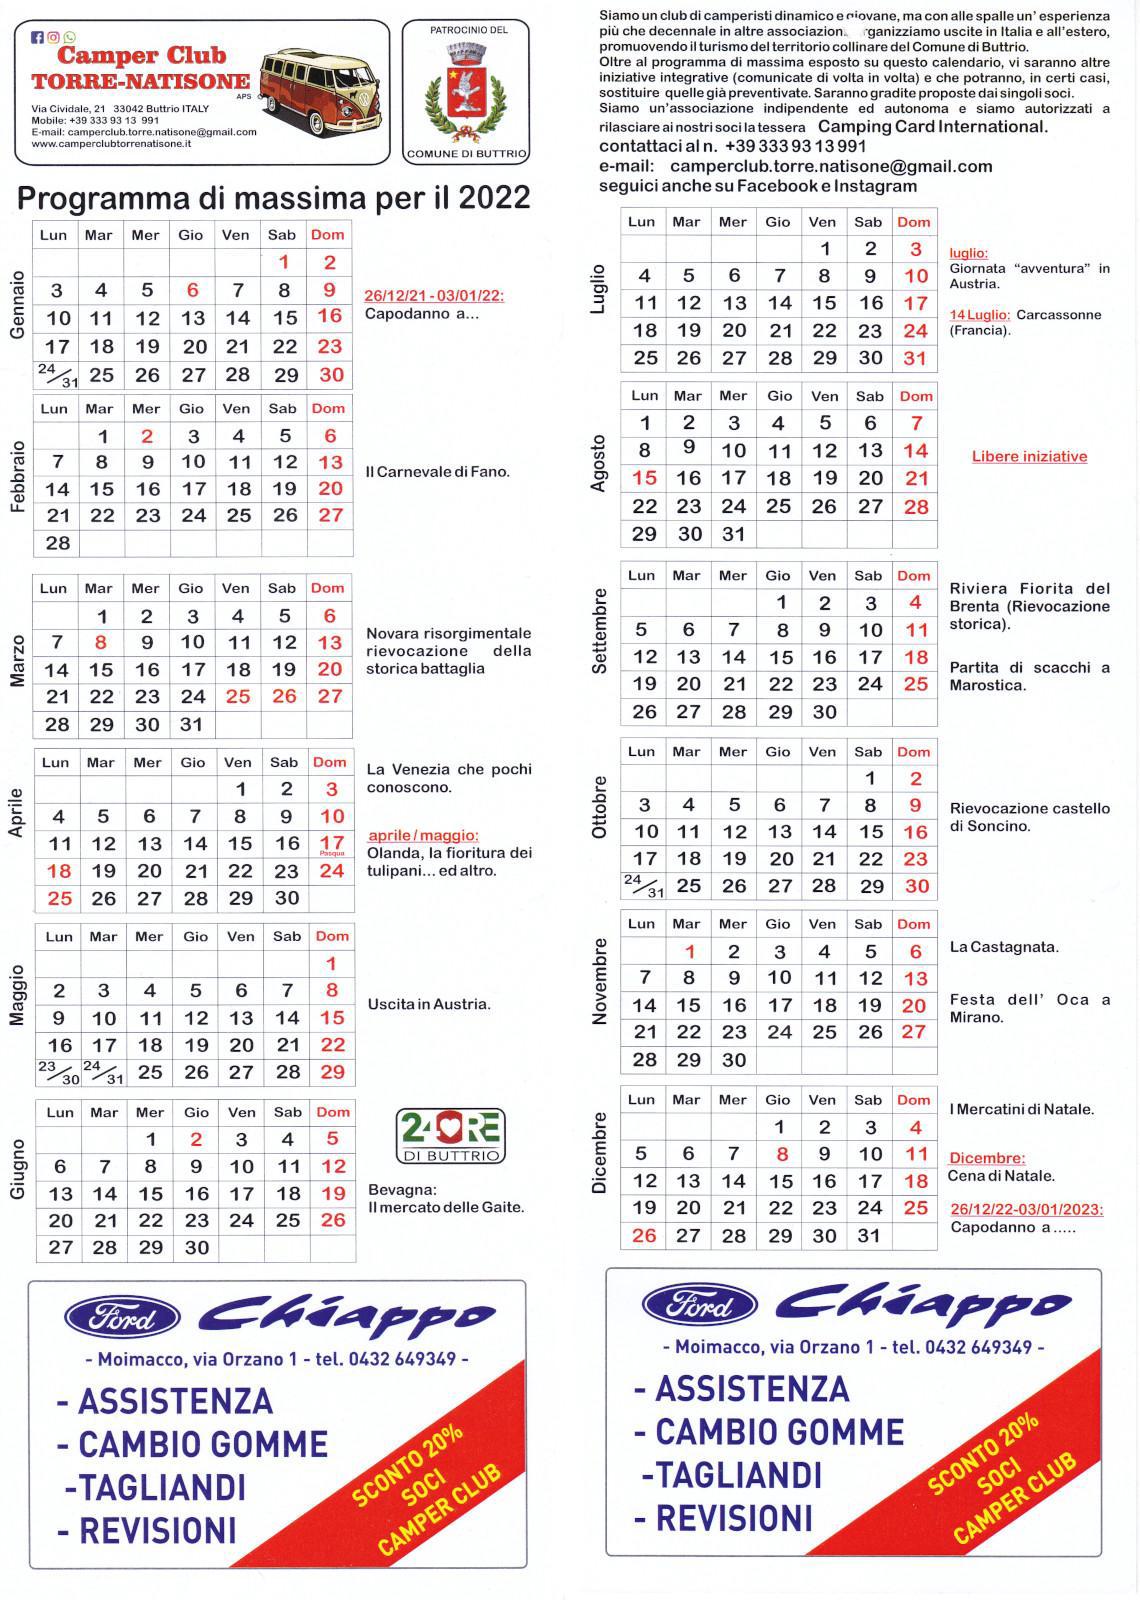 Camper Club
TORRE-NATISONE
APS
Via Cividale, 21 33042 Buttrio ITALY
Mobile: +39 333 93 13 991
E-mail: camperclub.torre.natisone@gmail.com
www.camperclubtorrenatisone.it
PATROCINIO DEL
COMUNE DI BUTTRIO
Programma di massima per il 2022
Gennaio
Lun Mar Mer Gio Ven Sab Dom
1 2
3 4 5 6 7 8 9
10 11 12 13 14 15 16
17 18 19 20 21 22 23
24/31 25 26 27 28 29 30
26/12/21 - 03/01/22:
Capodanno a...
Febbraio
Lun Mar Mer Gio Ven Sab Dom
1 2 3 4 5 6
7 8 9 10 11 12 13
14 15 16 17 18 19 20
21 22 23 24 25 26 27
28
Il Carnevale di Fano.
Marzo
Lun Mar Mer Gio Ven Sab Dom
1 2 3 4 5 6
7 8 9 10 11 12 13
14 15 16 17 18 19 20
21 22 23 24 25 26 27
28 29 30 31
Novara risorgimentale
rievocazione della
storica battaglia
Aprile
Lun Mar Mer Gio Ven Sab Dom
1 2 3
4 5 6 7 8 9 10
11 12 13 14 15 16 17
Pasqua
18 19 20 21 22 23 24
25 26 27 28 29 30
La Venezia che pochi
conoscono.
aprile / maggio:
Olanda, la fioritura dei
tulipani... ed altro.
Maggio
Lun Mar Mer Gio Ven Sab Dom
1
2 3 4 5 6 7 8
9 10 11 12 13 14 15
16 17 18 19 20 21 22
23/30 24/31 25 26 27 28 29
Uscita in Austria.
Giugno
Lun Mar Mer Gio Ven Sab Dom
1 2 3 4 5
6 7 8 9 10 11 12
13 14 15 16 17 18 19
20 21 22 23 24 25 26
27 28 29 30
24ORE
DI BUTTRIO
Bevagna:
Il mercato delle Gaite.
Ford Chiappo
- Moimacco, via Orzano 1 - tel. 0432 649349 -
- ASSISTENZA
- CAMBIO GOMME
-TAGLIANDI
- REVISIONI
SCONTO 20%
SOCI
CAMPER CLUB
Siamo un club di camperisti dinamico e giovane, ma con alle spalle un' esperienza
più che decennale in altre associazion. rganizziamo uscite in Italia e all'estero,
promuovendo il turismo del territorio collinare del Comune di Buttrio.
Oltre al programma di massima esposto su questo calendario, vi saranno altre
iniziative integrative (comunicate di volta in volta) e che potranno, in certi casi,
sostituire quelle già preventivate. Saranno gradite proposte dai singoli soci.
Siamo un'associazione indipendente ed autonoma e siamo autorizzati a
rilasciare ai nostri soci la tessera Camping Card International.
contattaci al n. +39 333 93 13 991
e-mail: camperclub.torre.natisone@gmail.com
seguici anche su Facebook e Instagram
Luglio
Lun Mar Mer Gio Ven Sab Dom
1 2 3
4 5 6 7 8 9 10
11 12 13 14 15 16 17
18 19 20 21 22 23 24
25 26 27 28 29 30 31
luglio:
Giornata “avventura” in
Austria.
14 Luglio: Carcassonne
(Francia).
Agosto
Lun Mar Mer Gio Ven Sab Dom
1 2 3 4 5 6 7
8 9 10 11 12 13 14
15 16 17 18 19 20 21
22 23 24 25 26 27 28
29 30 31
Libere iniziative
Settembre
Lun Mar Mer Gio Ven Sab Dom
1 2 3 4
5 6 7 8 9 10 11
12 13 14 15 16 17 18
19 20 21 22 23 24 25
26 27 28 29 30
Riviera Fiorita del
Brenta (Rievocazione
storica).
Partita di scacchi a
Marostica.
Ottobre
Lun Mar Mer Gio Ven Sab Dom
1 2
3 4 5 6 7 8 9
10 11 12 13 14 15 16
17 18 19 20 21 22 23
24/31 25 26 27 28 29 30
Rievocazione castello
di Soncino.
Novembre
Lun Mar Mer Gio Ven Sab Dom
1 2 3 4 5 6
7 8 9 10 11 12 13
14 15 16 17 18 19 20
21 22 23 24 25 26 27
28 29 30
La Castagnata.
Festa dell' Oca a
Mirano.
Dicembre
Lun Mar Mer Gio Ven Sab Dom
1 2 3 4
5 6 7 8 9 10 11
12 13 14 15 16 17 18
19 20 21 22 23 24 25
26 27 28 29 30 31
I Mercatini di Natale.
Dicembre:
Cena di Natale.
26/12/22-03/01/2023:
Capodanno a .....
Ford Chiappo
- Moimacco, via Orzano 1 - tel. 0432 649349 -
- ASSISTENZA
- CAMBIO GOMME
-TAGLIANDI
- REVISIONI
SCONTO 20%
SOCI
CAMPER CLUB